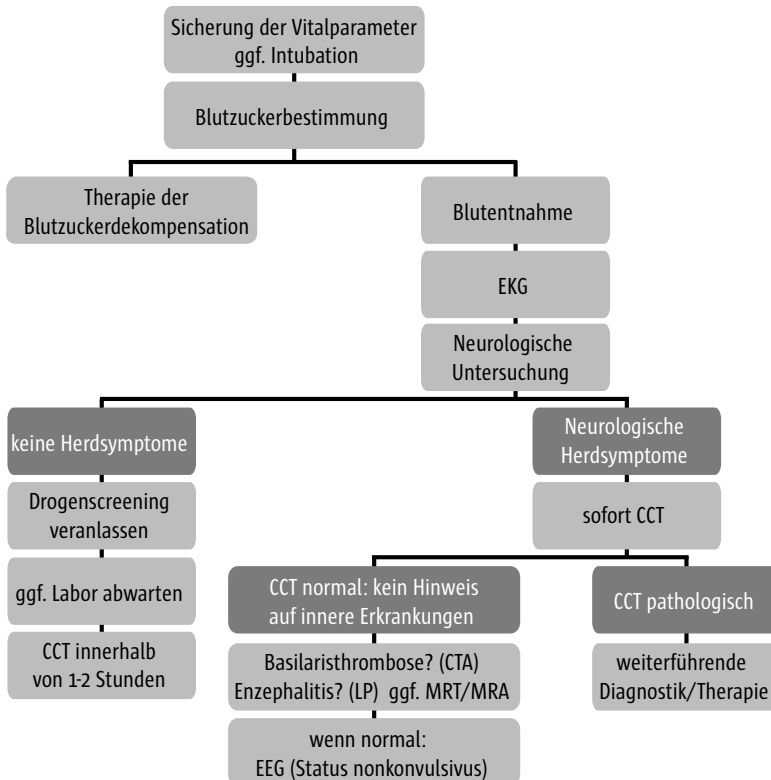 Sicherung der Vitalparameter
ggf. Intubation
Blutzuckerbestimmung
Therapie der
Blutzuckerdekompensation
Blutentnahme
EKG
Neurologische
Untersuchung
keine Herdsymptome
Drogenscreening
veranlassen
ggf. Labor abwarten
CCT innerhalb
von 1-2 Stunden
Neurologische
Herdsymptome
sofort CCT
CCT normal: kein Hinweis
auf innere Erkrankungen
Basilaristhrombose? (CTA)
Enzephalitis? (LP) ggf. MRT/MRA
wenn normal:
EEG (Status nonkonvulsivus)
CCT pathologisch
weiterführende
Diagnostik/Therapie